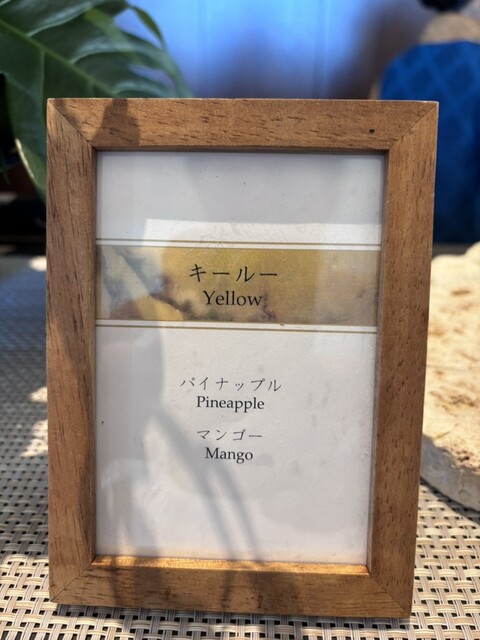 キールー
Yellow
パイナップル
Pineapple
マンゴー
Mango